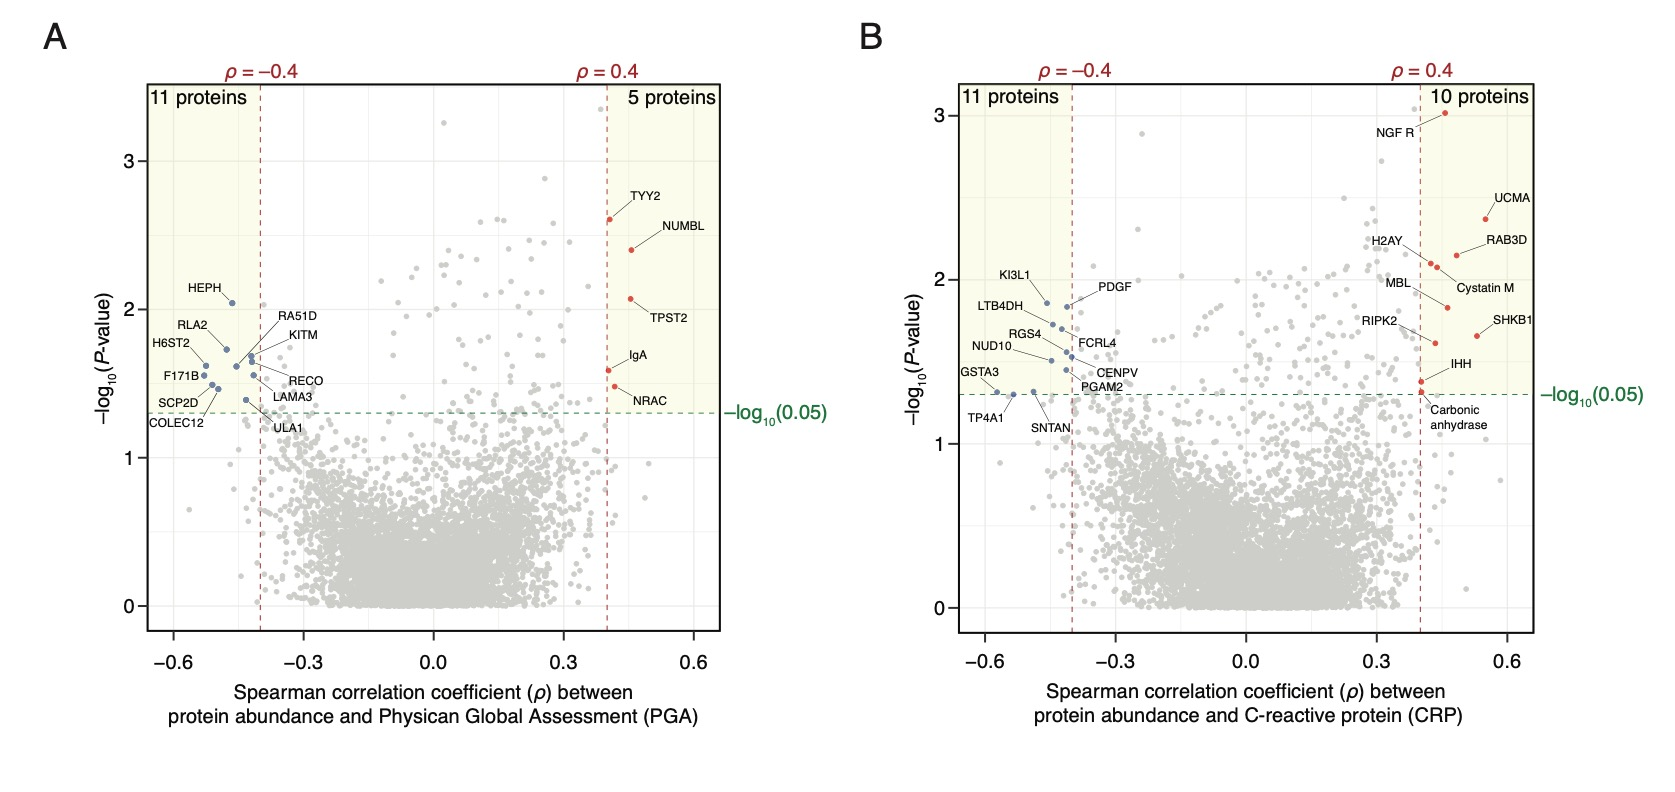 A
ρ = –0.4
ρ = 0.4
11 proteins
5 proteins
TYY2
NUMBL
HEPH
TPST2
RA51D
RLA2
KITM
H6ST2
IgA
F171B
RECO
SCP2D
LAMA3
NRAC
COLEC12
ULA1
–log10(0.05)
3
2
1
0
–log10(P-value)
–0.6
–0.3
0.0
0.3
0.6
Spearman correlation coefficient (ρ) between
protein abundance and Physican Global Assessment (PGA)
B
ρ = –0.4
ρ = 0.4
11 proteins
10 proteins
NGF R
UCMA
H2AY
RAB3D
KI3L1
PDGF
MBL
Cystatin M
LTB4DH
RIPK2
SHKB1
RGS4
FCRL4
NUD10
IHH
GSTA3
CENPV
PGAM2
TP4A1
SNTAN
Carbonic
anhydrase
–log10(0.05)
3
2
1
0
–log10(P-value)
–0.6
–0.3
0.0
0.3
0.6
Spearman correlation coefficient (ρ) between
protein abundance and C-reactive protein (CRP)